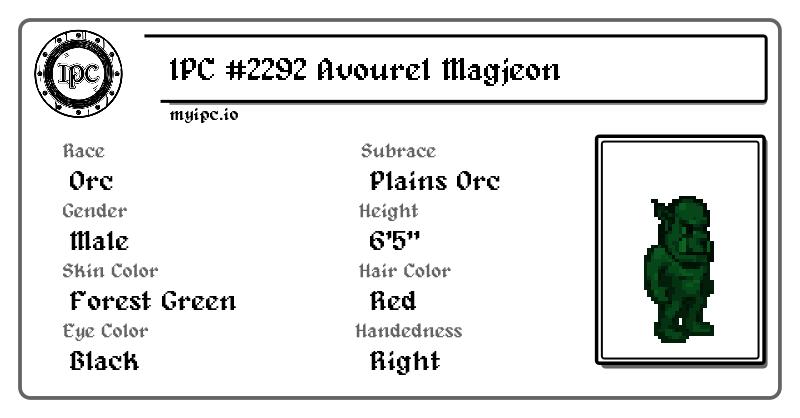 IPC
IPC #2292 Avourel Magjeon
myipc.io
Race
Orc
Subrace
Plains Orc
Gender
Male
Height
6'5"
Skin Color
Forest Green
Hair Color
Red
Eye Color
Black
Handedness
Right